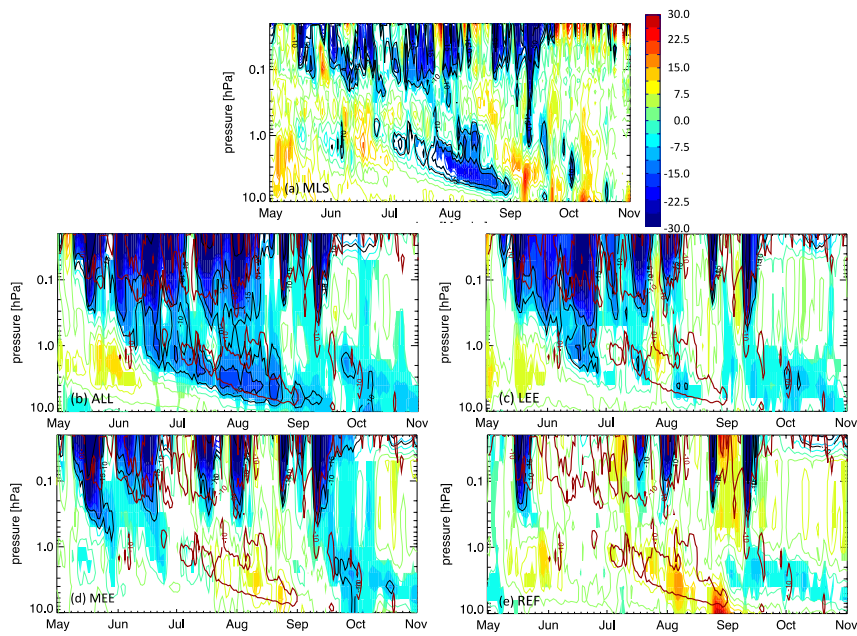 30.0
22.5
15.0
7.5
0.0
-7.5
-15.0
-22.5
-30.0
pressure [hPa]
0.1
1.0
10.0
(a) MLS
May Jun Jul Aug Sep Oct Nov
pressure [hPa]
0.1
1.0
10.0
(b) ALL
May Jun Jul Aug Sep Oct Nov
pressure [hPa]
0.1
1.0
10.0
(c) LEE
May Jun Jul Aug Sep Oct Nov
pressure [hPa]
0.1
1.0
10.0
(d) MEE
May Jun Jul Aug Sep Oct Nov
pressure [hPa]
0.1
1.0
10.0
(e) REF
May Jun Jul Aug Sep Oct Nov